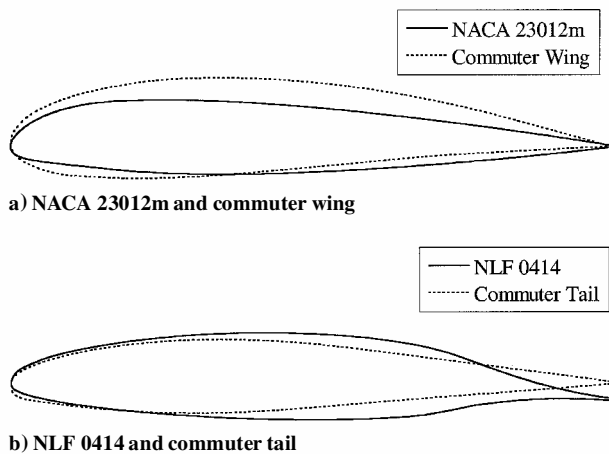 NACA 23012m
Commuter Wing
a) NACA 23012m and commuter wing
NLF 0414
Commuter Tail
b) NLF 0414 and commuter tail